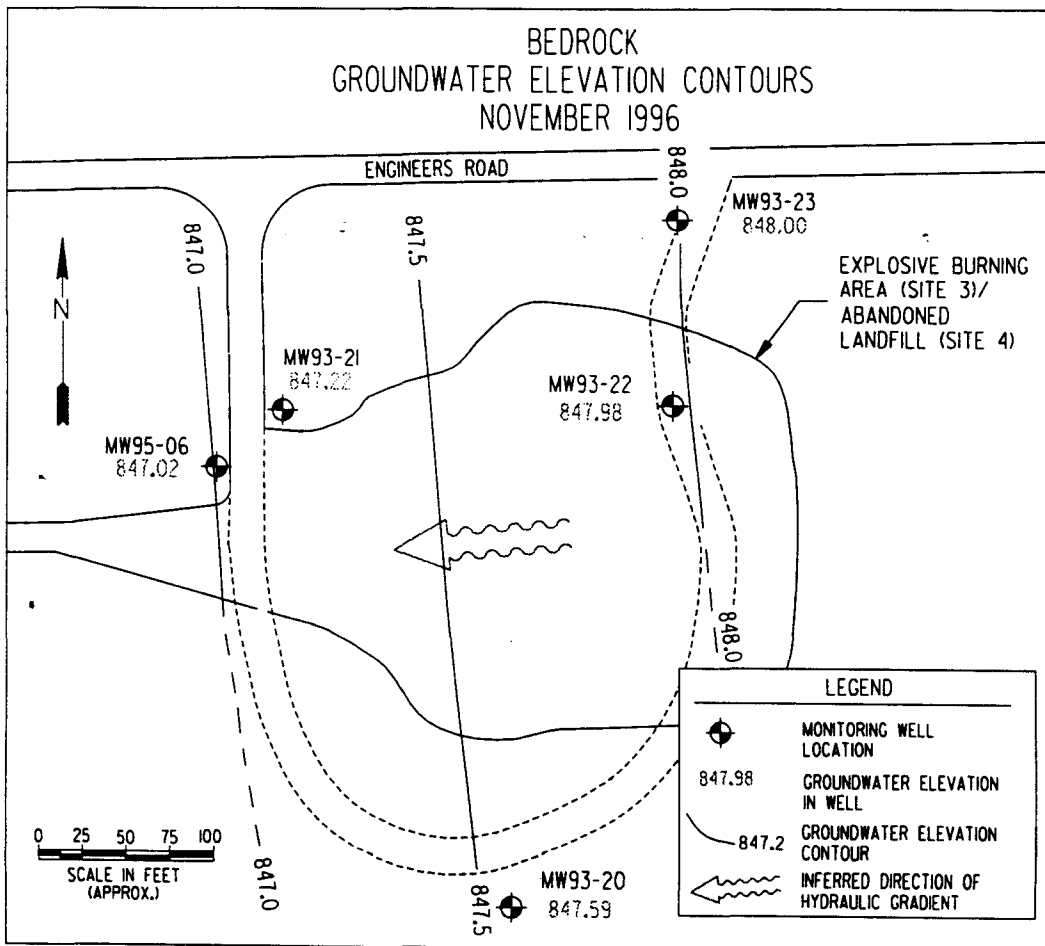 BEDROCK
GROUNDWATER ELEVATION CONTOURS
NOVEMBER 1996
ENGINEERS ROAD
848.0
MW93-23
848.00
847.0
847.5
EXPLOSIVE BURNING
AREA (SITE 3)/
ABANDONED
LANDFILL (SITE 4)
N
MW93-21
847.22
MW93-22
847.98
MW95-06
847.02
848.0
LEGEND
MONITORING WELL
LOCATION
847.98
GROUNDWATER ELEVATION
IN WELL
847.2
GROUNDWATER ELEVATION
CONTOUR
INFERRED DIRECTION OF
HYDRAULIC GRADIENT
0 25 50 75 100
SCALE IN FEET
(APPROX.)
847.0
847.5
MW93-20
847.59